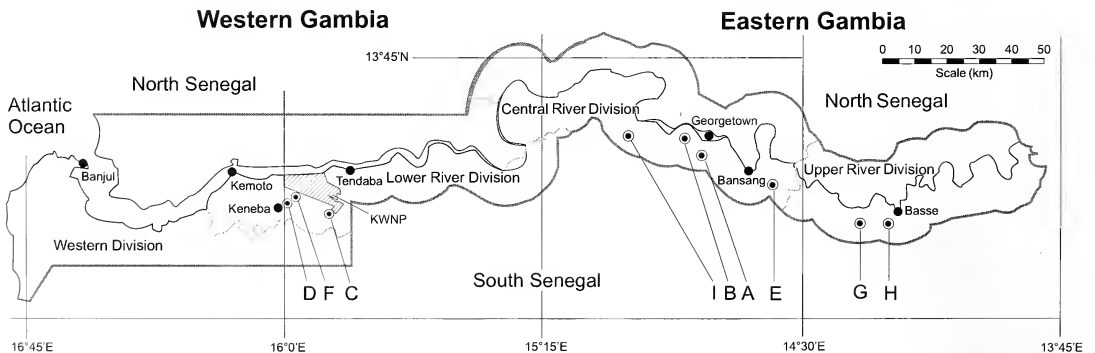 Western Gambia
Eastern Gambia
13°45'N
0 10 20 30 40 50
Scale (km)
North Senegal
North Senegal
Atlantic
Ocean
Central River Division
Georgetown
Banjul
Kemoto
Tendaba
Lower River Division
Bansang
Upper River Division
Keneba
KWNP
Basse
Western Division
South Senegal
D F C
I B A E
G H
16°45'E
16°0'E
15°15'E
14°30'E
13°45'E